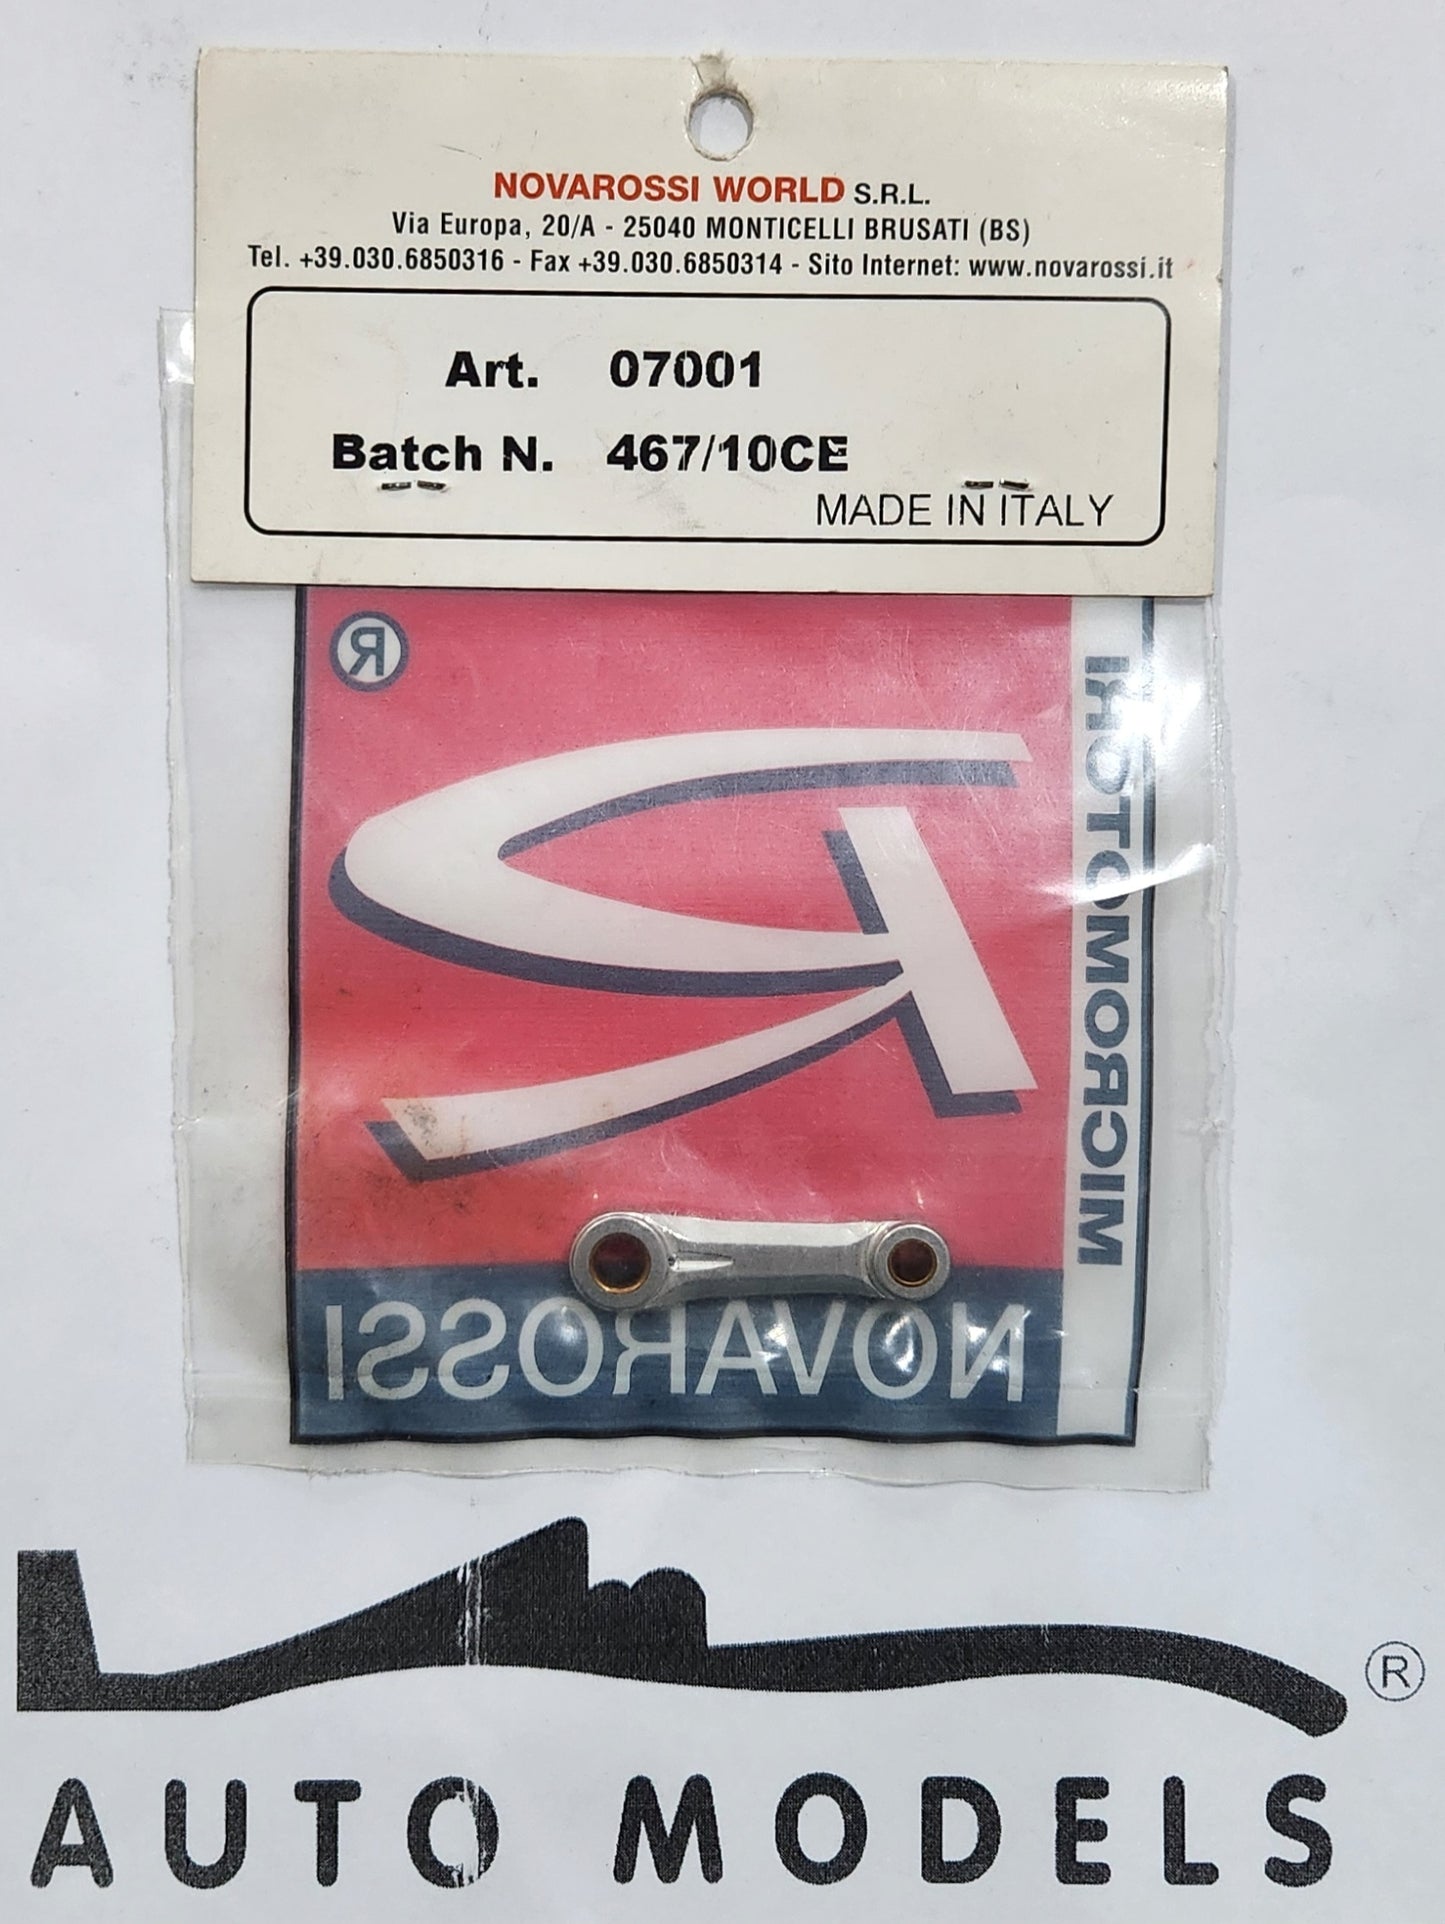 NOVAROSSI WORLD S.R.L.
Via Europa, 20/A - 25040 MONTICELLI BRUSATI (BS)
Tel. +39.030.6850316 - Fax +39.030.6850314 - Sito Internet: www.novarossi.it
Art. 07001
Batch N. 467/10CE
MADE IN ITALY
®
MICROMOTORI
NOVAROSSI
®
AUTO MODELS